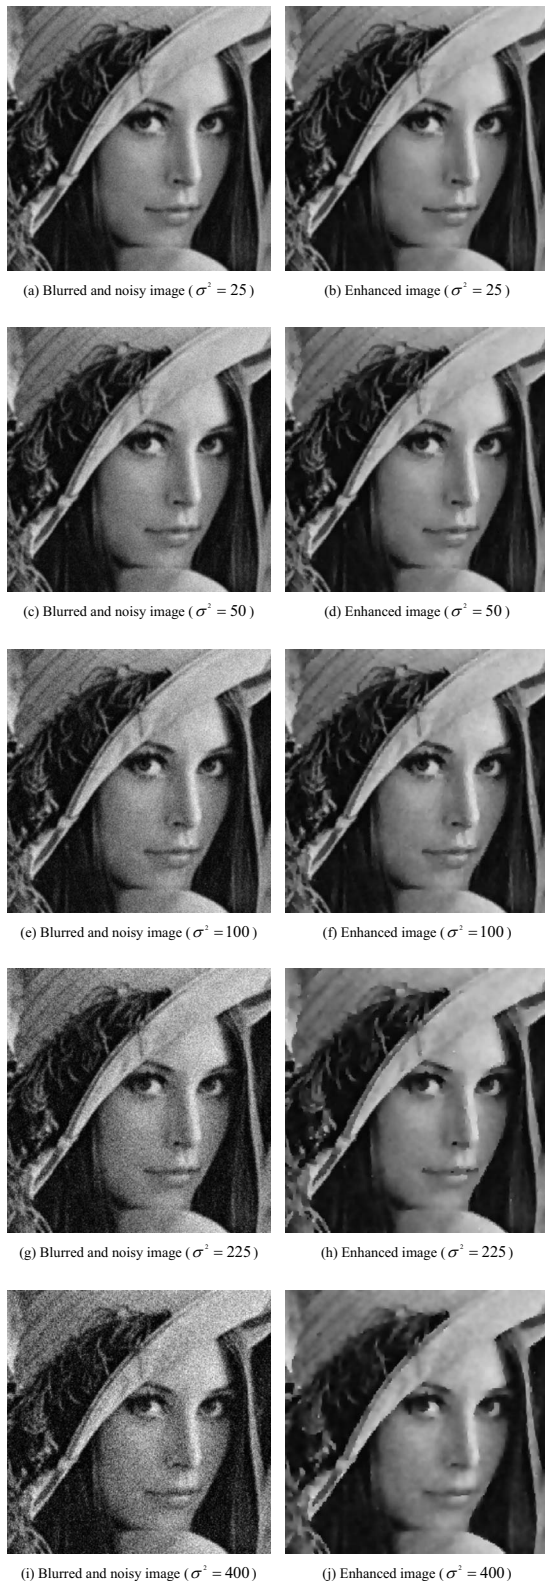 (a) Blurred and noisy image ( σ² = 25 )
(b) Enhanced image ( σ² = 25 )
(c) Blurred and noisy image ( σ² = 50 )
(d) Enhanced image ( σ² = 50 )
(e) Blurred and noisy image ( σ² = 100 )
(f) Enhanced image ( σ² = 100 )
(g) Blurred and noisy image ( σ² = 225 )
(h) Enhanced image ( σ² = 225 )
(i) Blurred and noisy image ( σ² = 400 )
(j) Enhanced image ( σ² = 400 )